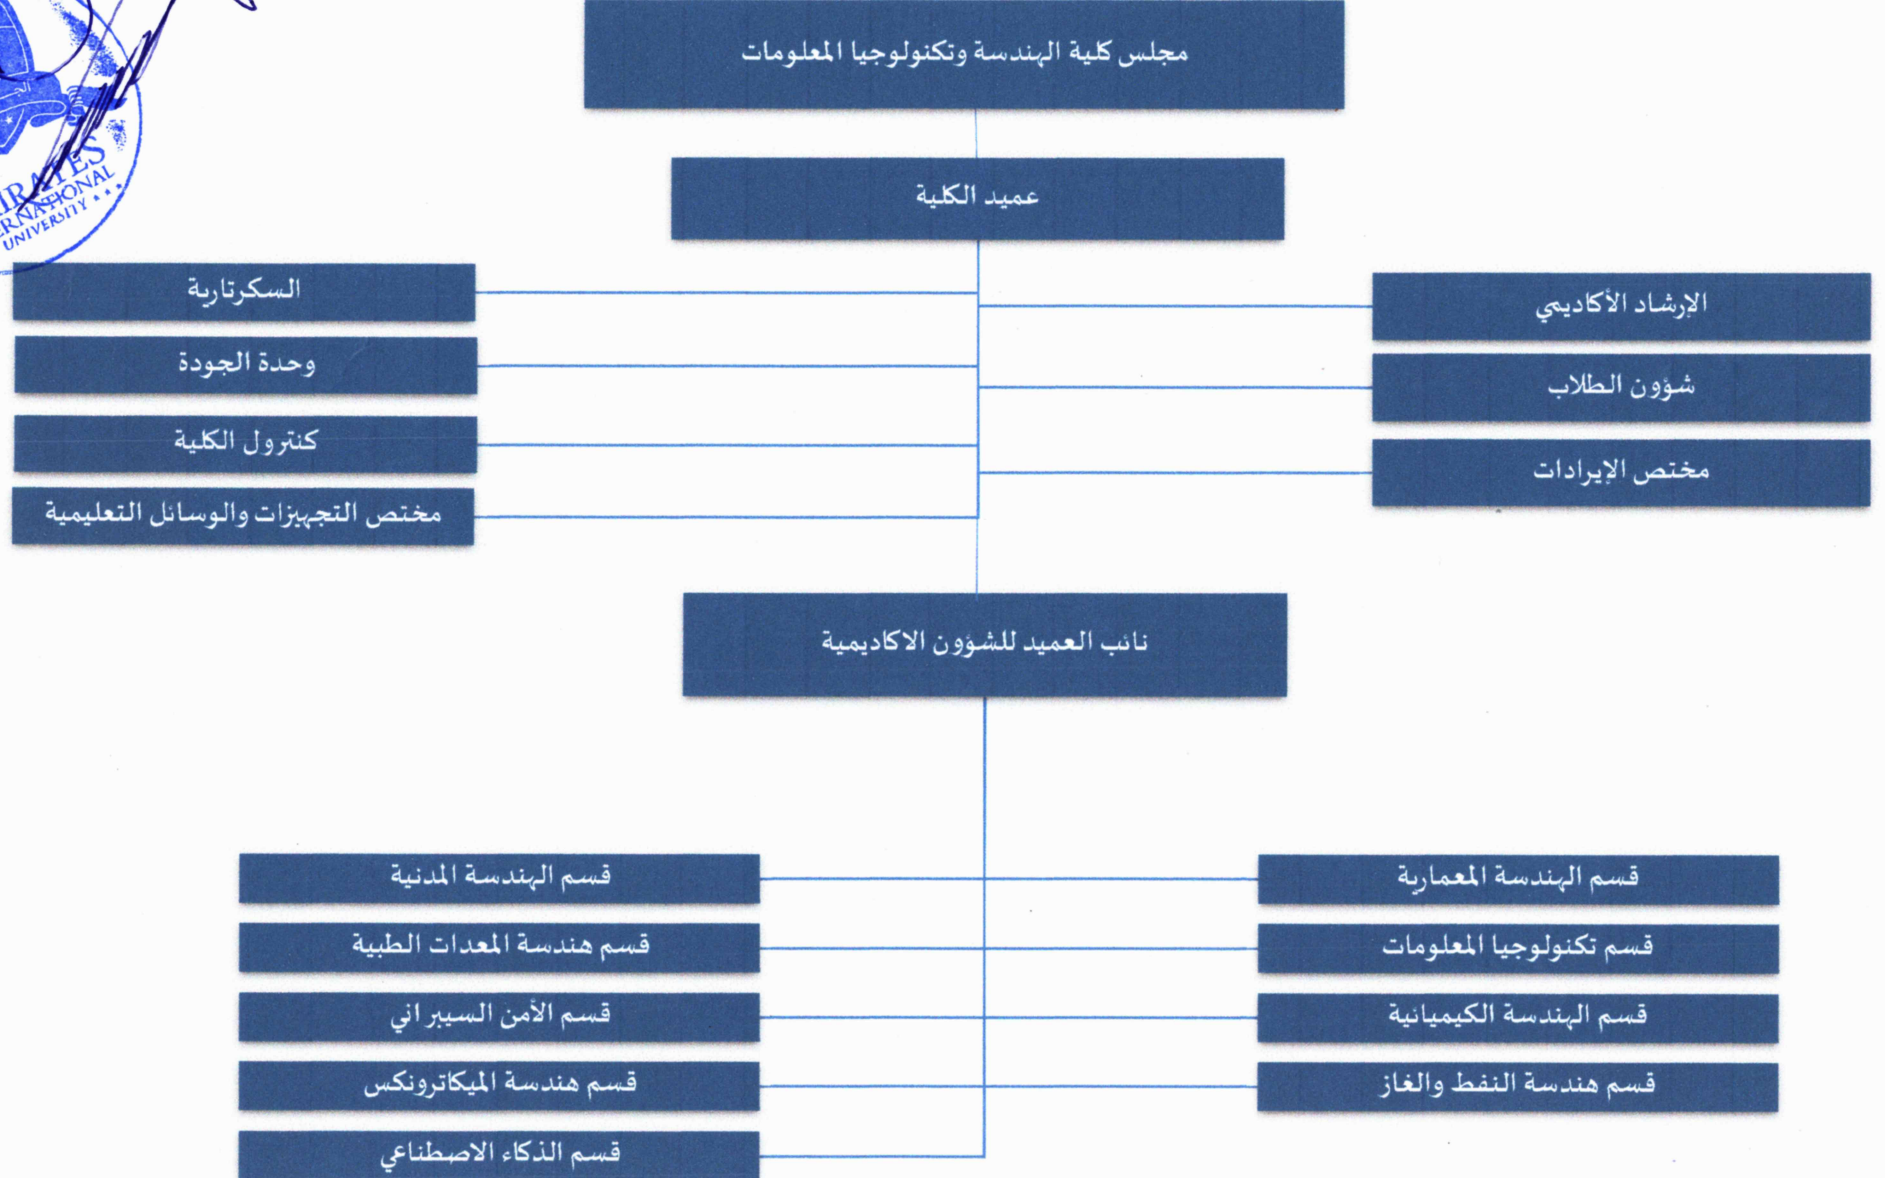 مجلس كلية الهندسة وتكنولوجيا المعلومات
عميد الكلية
الإرشاد الأكاديمي
السكرتارية
شؤون الطلاب
وحدة الجودة
مختص الإيرادات
كنترول الكلية
مختص التجهيزات والوسائل التعليمية
نائب العميد للشؤون الاكاديمية
قسم الهندسة المعمارية
قسم الهندسة المدنية
قسم تكنولوجيا المعلومات
قسم هندسة المعدات الطبية
قسم الهندسة الكيميائية
قسم الأمن السيبراني
قسم هندسة النفط والغاز
قسم هندسة الميكاترونكس
قسم الذكاء الاصطناعي
UNIVERSITY